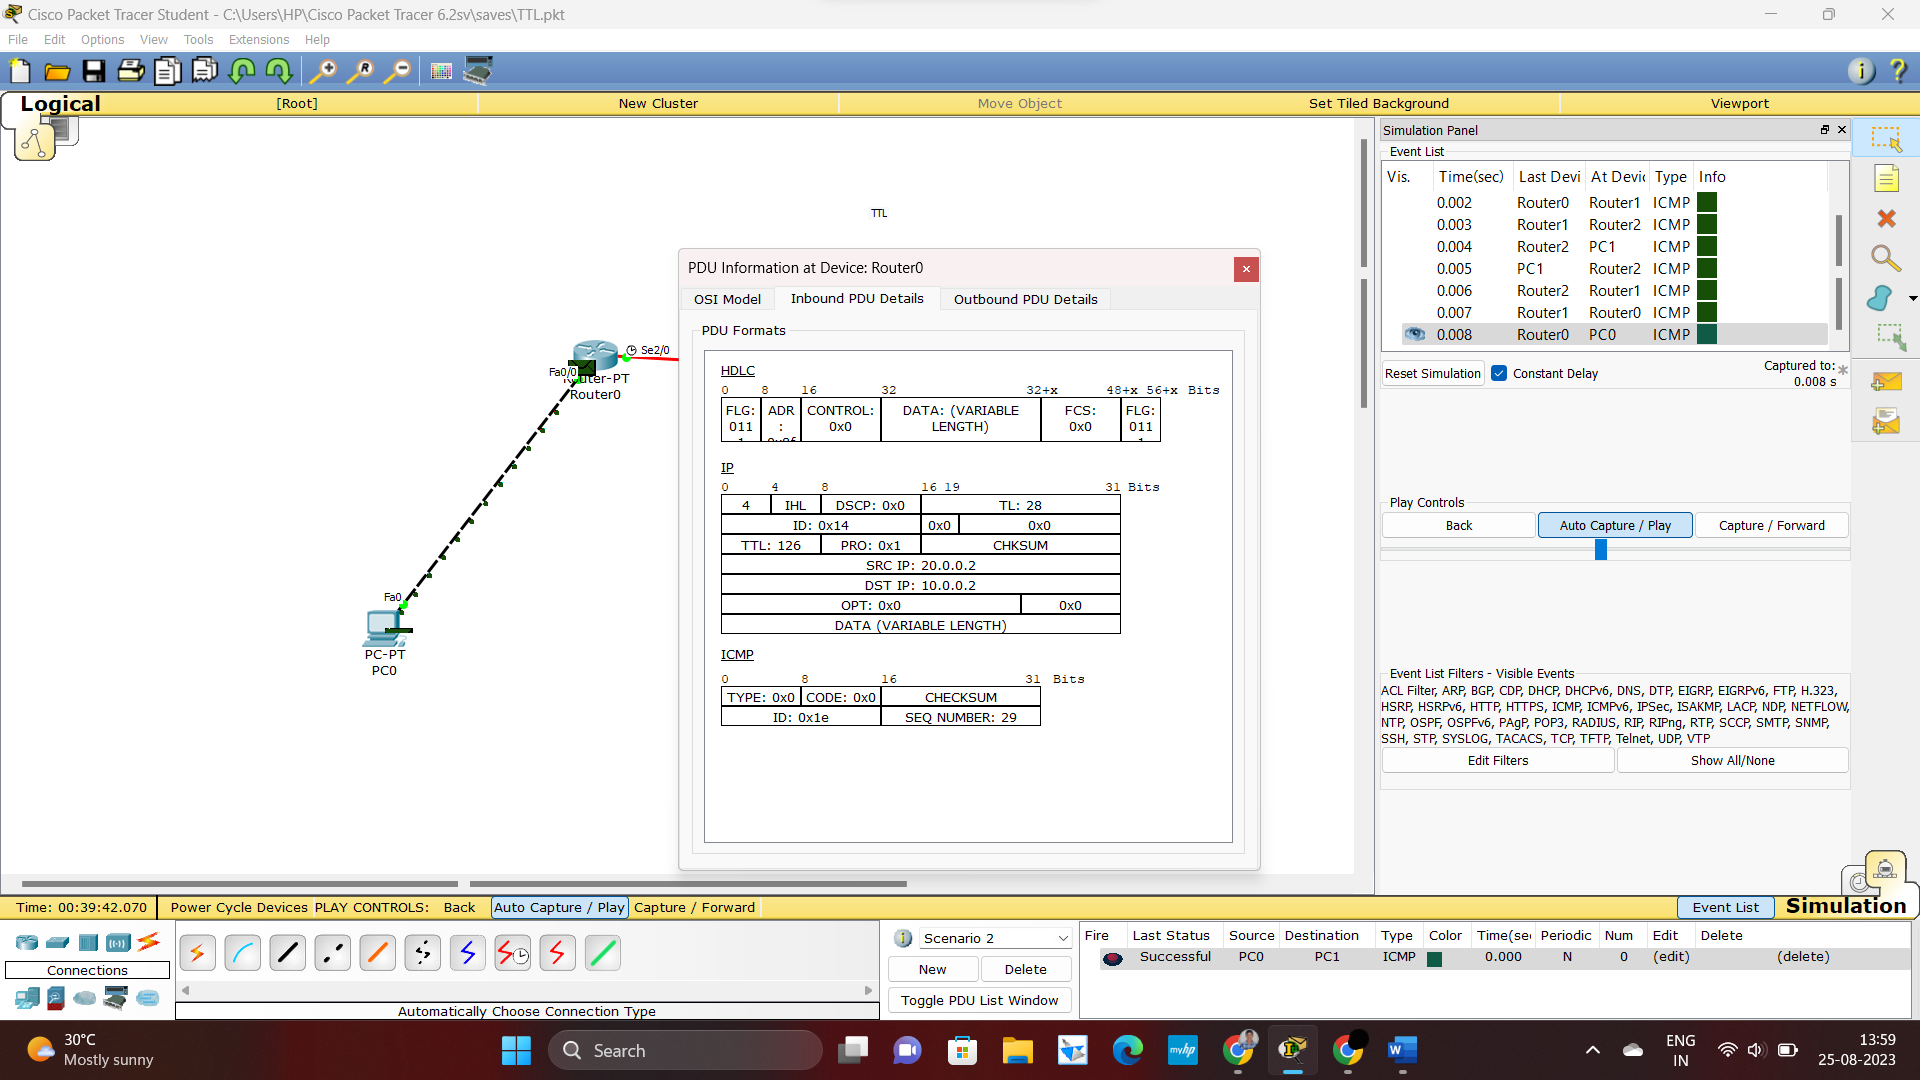 Cisco Packet Tracer Student - C:\Users\HP\Cisco Packet Tracer 6.2sv\saves\TTL.pkt
File Edit Options View Tools Extensions Help
Logical [Root] New Cluster Move Object Set Tiled Background Viewport
TTL
Fa0/0
Se2/0
Router-PT
Router0
Fa0
PC-PT
PC0
PDU Information at Device: Router0
OSI Model Inbound PDU Details Outbound PDU Details
PDU Formats
HDLC
0 8 16 32 32+x 48+x 56+x Bits
FLG: ADR CONTROL: DATA: (VARIABLE FCS: FLG:
011 : 0x0 LENGTH) 0x0 011
IP
0 4 8 16 19 31 Bits
4 IHL DSCP: 0x0 TL: 28
ID: 0x14 0x0 0x0
TTL: 126 PRO: 0x1 CHKSUM
SRC IP: 20.0.0.2
DST IP: 10.0.0.2
OPT: 0x0 0x0
DATA (VARIABLE LENGTH)
ICMP
0 8 16 31 Bits
TYPE: 0x0 CODE: 0x0 CHECKSUM
ID: 0x1e SEQ NUMBER: 29
Simulation Panel
Event List
Vis. Time(sec) Last Devi At Devic Type Info
0.002 Router0 Router1 ICMP
0.003 Router1 Router2 ICMP
0.004 Router2 PC1 ICMP
0.005 PC1 Router2 ICMP
0.006 Router2 Router1 ICMP
0.007 Router1 Router0 ICMP
0.008 Router0 PC0 ICMP
Reset Simulation Constant Delay Captured to: *
0.008 s
Play Controls
Back Auto Capture / Play Capture / Forward
Event List Filters - Visible Events
ACL Filter, ARP, BGP, CDP, DHCP, DHCPv6, DNS, DTP, EIGRP, EIGRPv6, FTP, H.323,
HSRP, HSRPv6, HTTP, HTTPS, ICMP, ICMPv6, IPSec, ISAKMP, LACP, NDP, NETFLOW,
NTP, OSPF, OSPFv6, PAgP, POP3, RADIUS, RIP, RIPng, RTP, SCCP, SMTP, SNMP,
SSH, STP, SYSLOG, TACACS, TCP, TFTP, Telnet, UDP, VTP
Edit Filters Show All/None
Time: 00:39:42.070 Power Cycle Devices PLAY CONTROLS: Back Auto Capture / Play Capture / Forward Event List Simulation
Connections
Automatically Choose Connection Type
Scenario 2
New Delete
Toggle PDU List Window
Fire Last Status Source Destination Type Color Time(sec Periodic Num Edit Delete
Successful PC0 PC1 ICMP 0.000 N 0 (edit) (delete)
30°C
Mostly sunny
Search
myhp
ENG
IN
13:59
25-08-2023